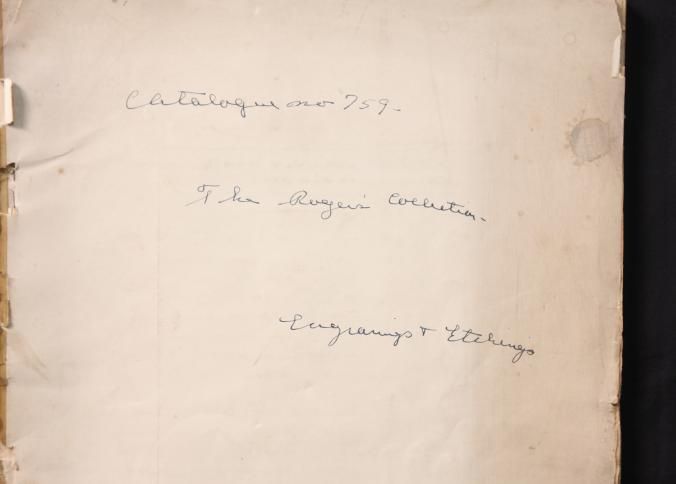 Catalogue no 759.
The Rogers Collection.
Engravings & Etchings